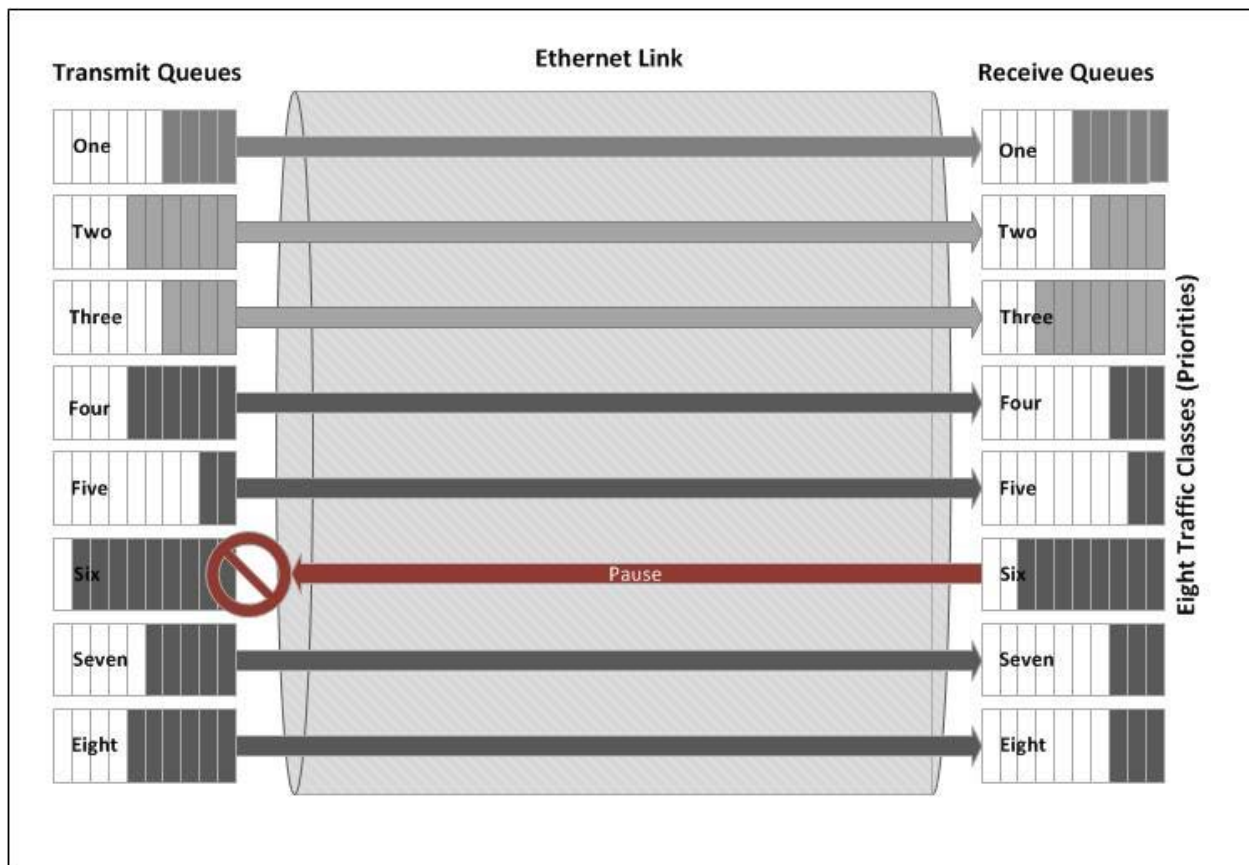 Ethernet Link
Transmit Queues
Receive Queues
One
One
Two
Two
Three
Three
Four
Four
Five
Five
Six
Pause
Six
Seven
Seven
Eight
Eight
Eight Traffic Classes (Priorities)